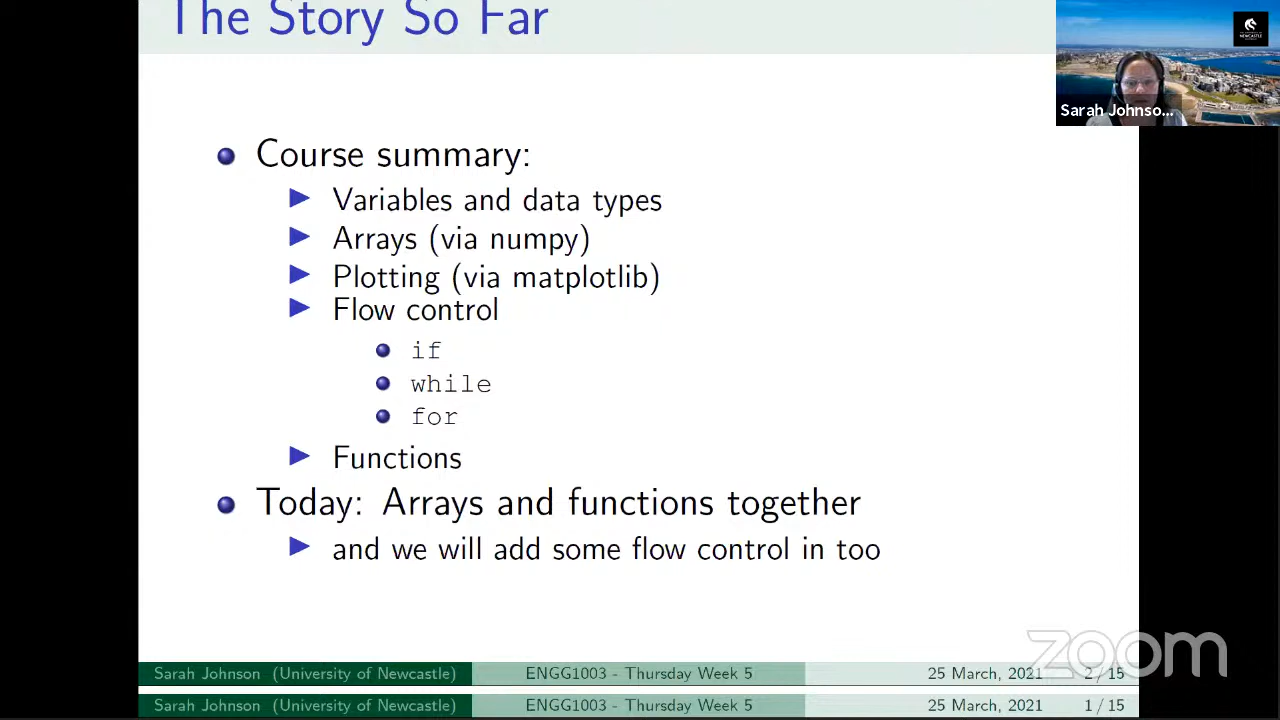 The Story So Far
Course summary:
Variables and data types
Arrays (via numpy)
Plotting (via matplotlib)
Flow control
if
while
for
Functions
Today: Arrays and functions together
and we will add some flow control in too
Sarah Johnson (University of Newcastle) ENGG1003 - Thursday Week 5 25 March, 2021 2 / 15
Sarah Johnson (University of Newcastle) ENGG1003 - Thursday Week 5 25 March, 2021 1 / 15
Sarah Johnso...
NEWCASTLE
zoom